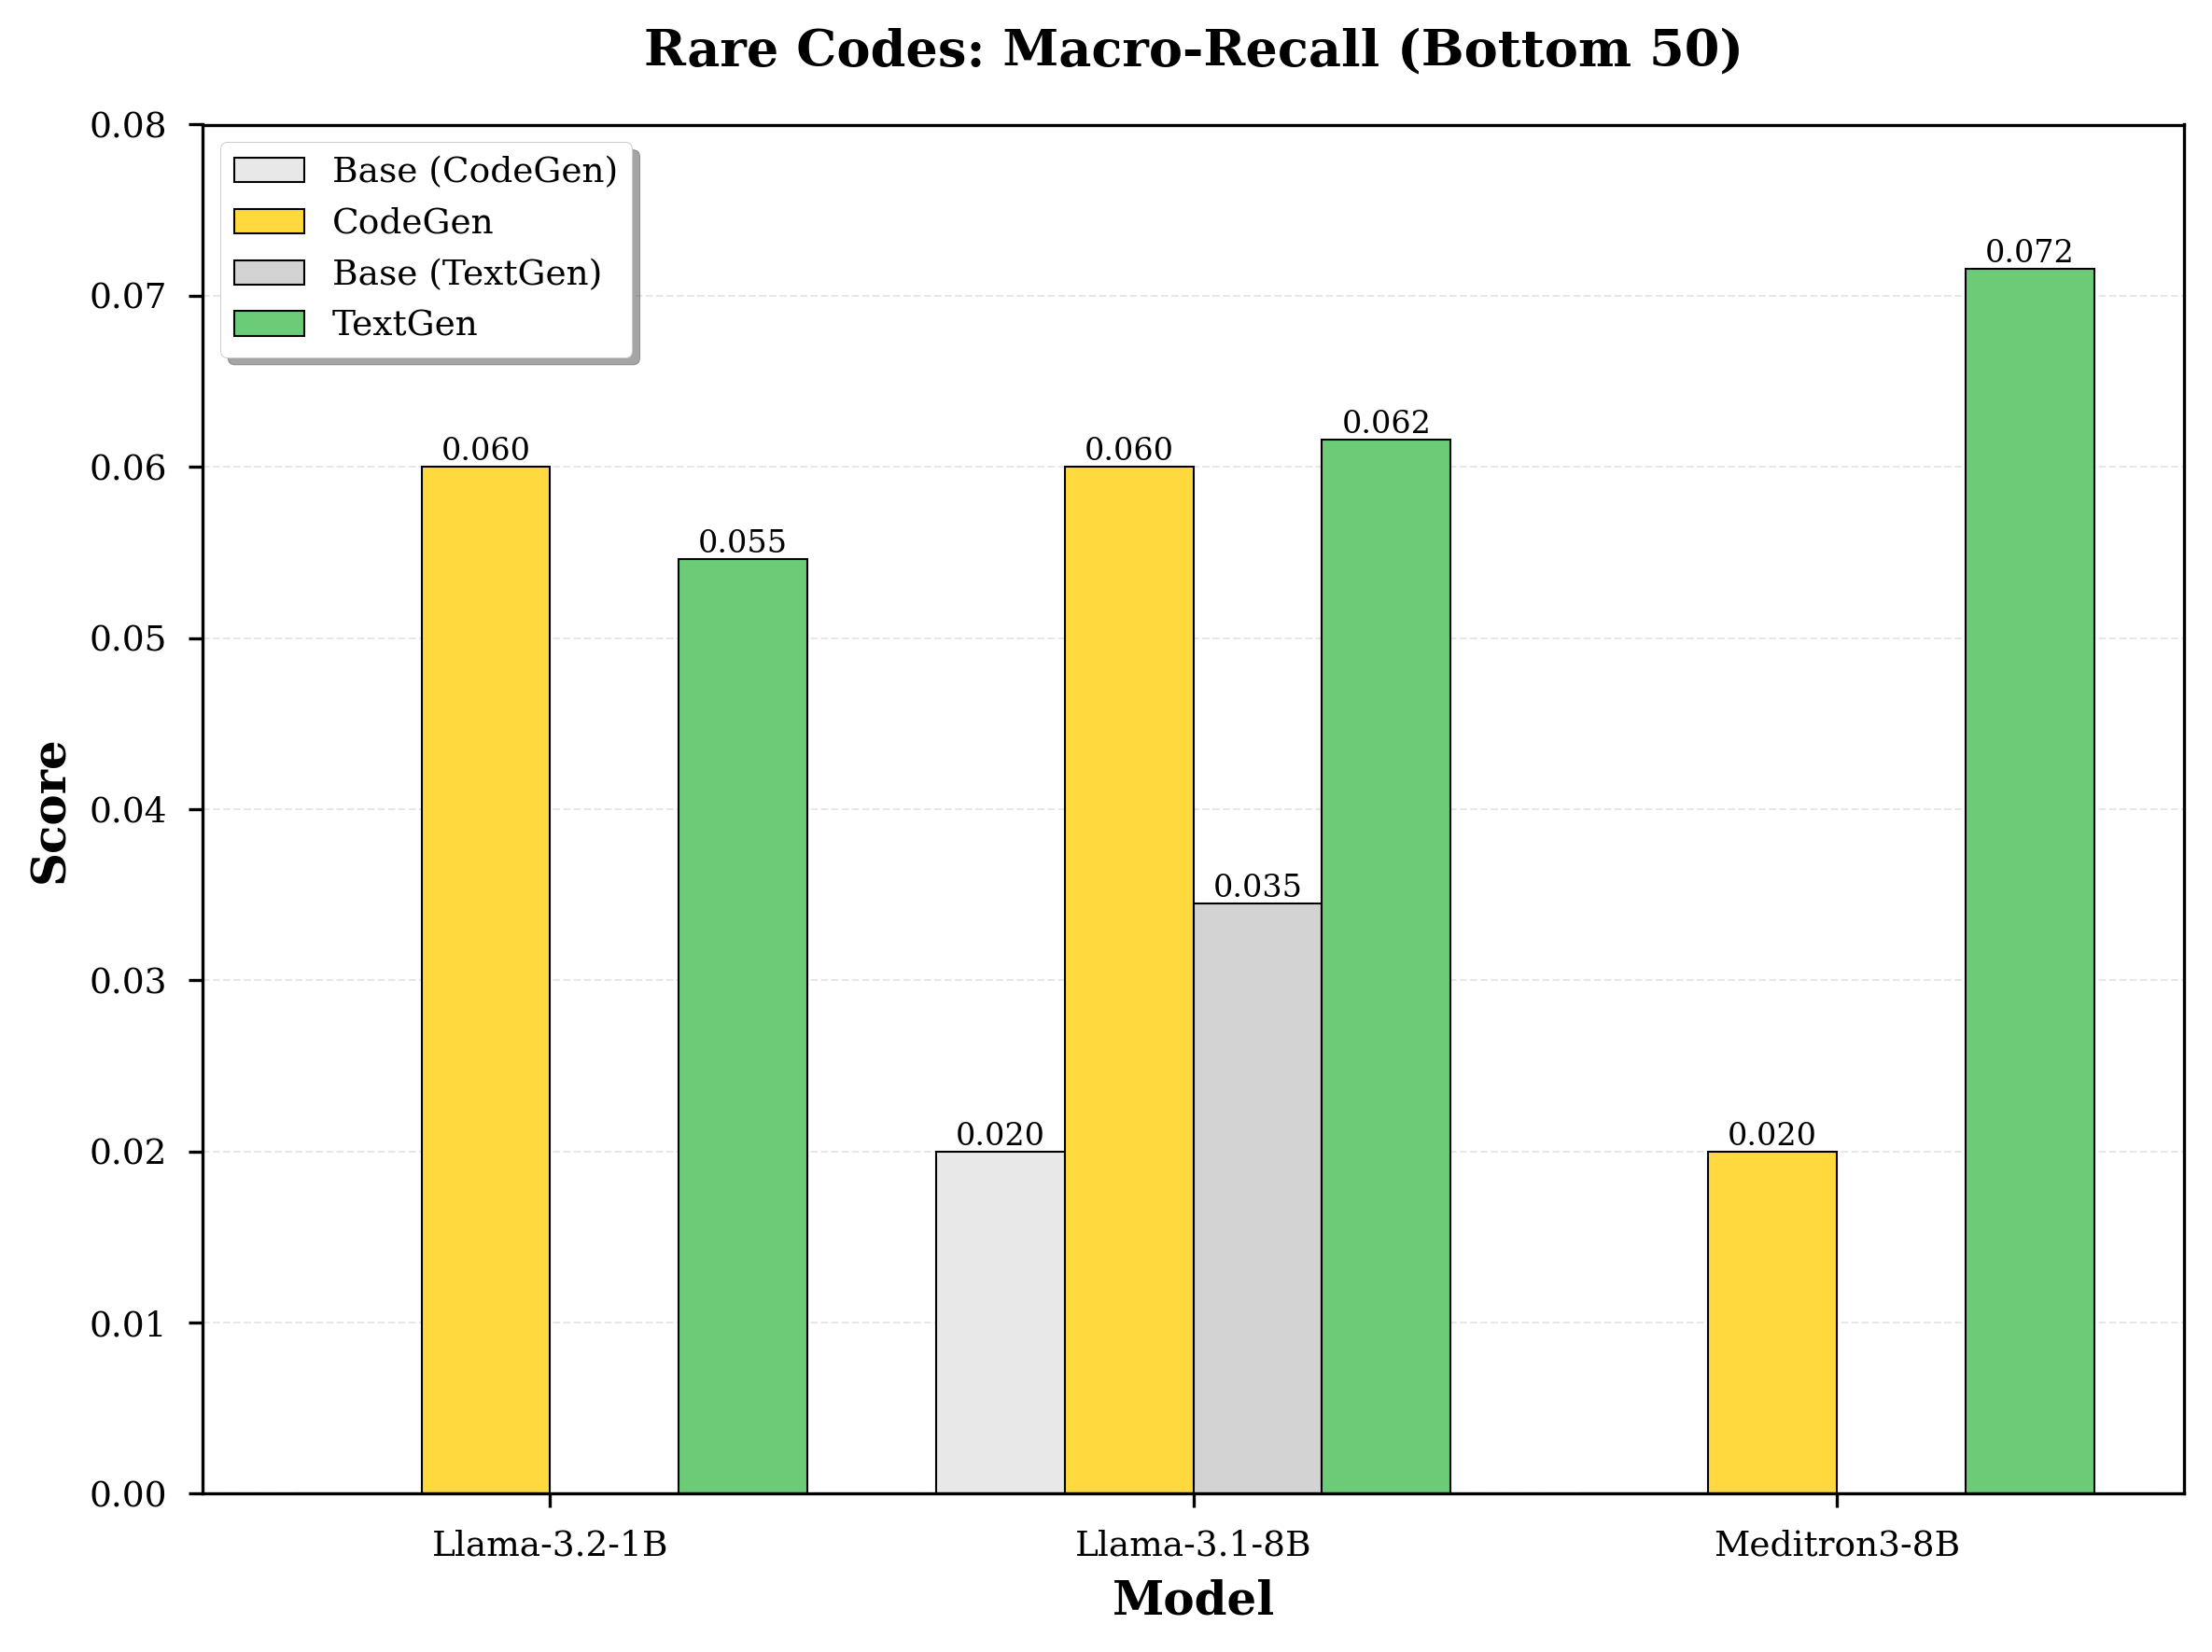 Rare Codes: Macro-Recall (Bottom 50)
Base (CodeGen)
CodeGen
Base (TextGen)
TextGen
Score
0.08
0.07
0.06
0.05
0.04
0.03
0.02
0.01
0.00
0.060
0.055
0.020
0.060
0.035
0.062
0.020
0.072
Llama-3.2-1B
Llama-3.1-8B
Meditron3-8B
Model